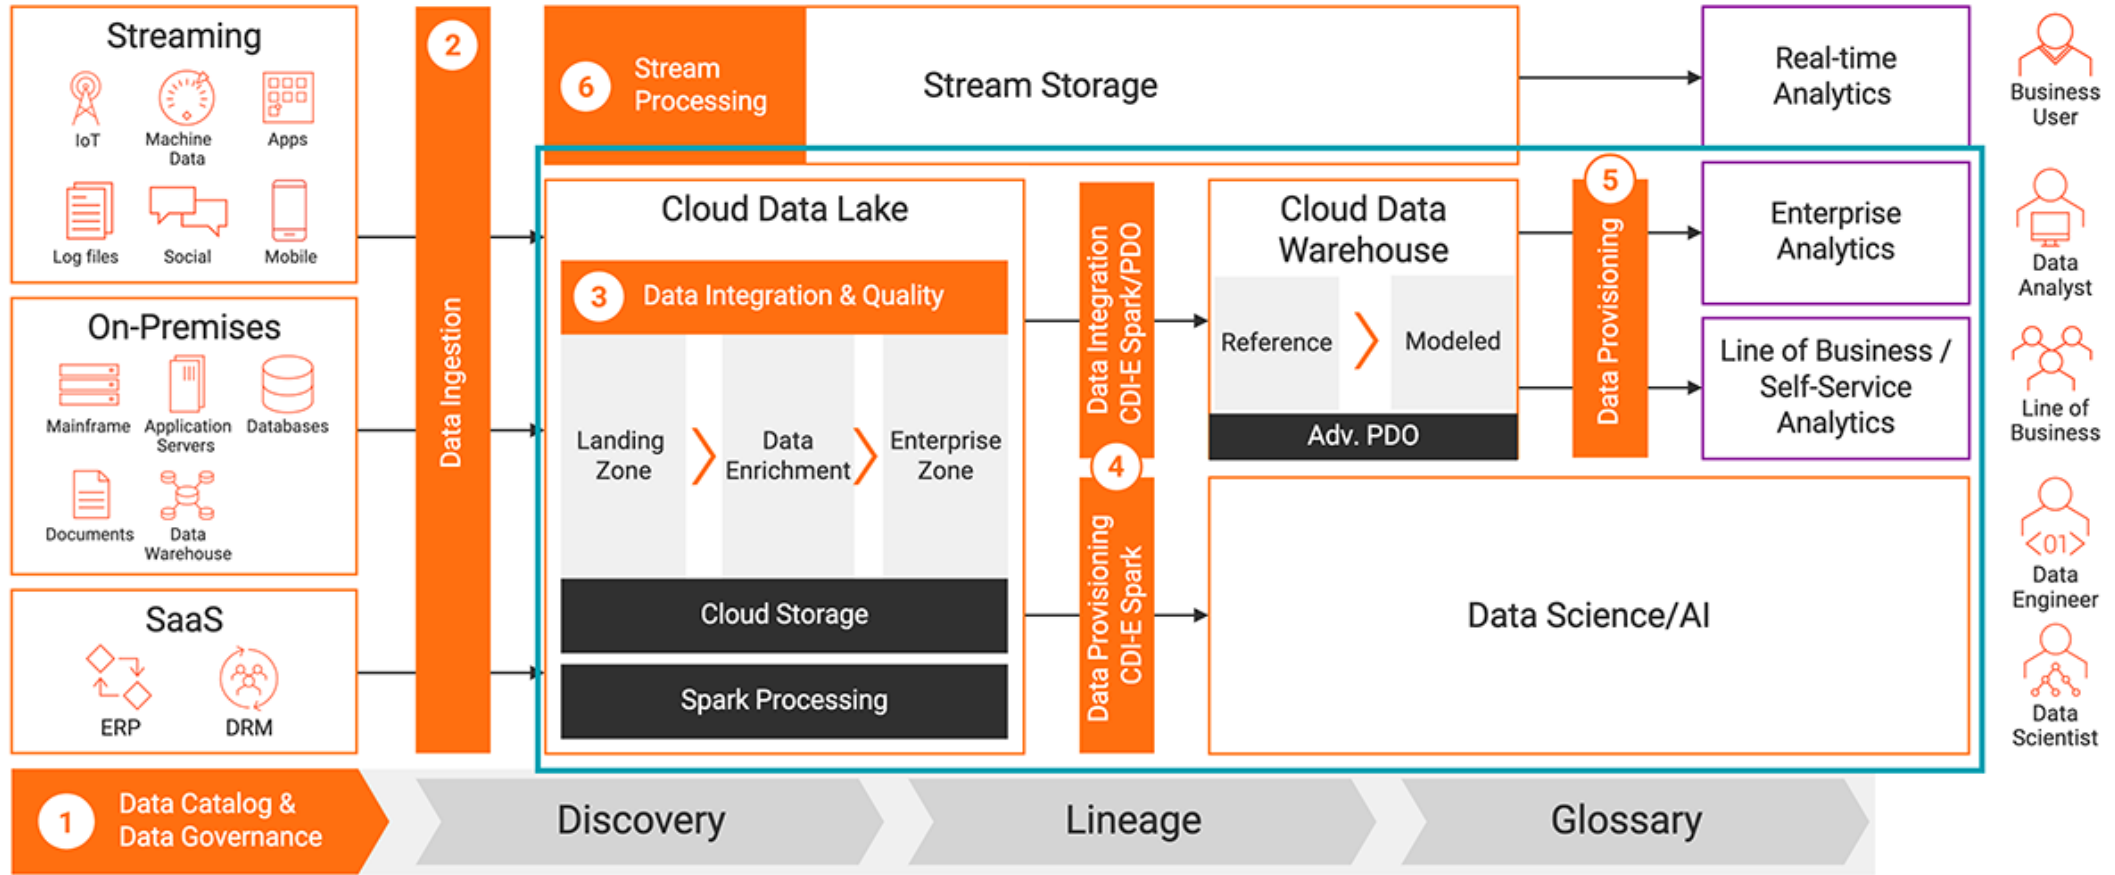 Streaming
IoT
Machine
Data
Apps
Log files
Social
Mobile
On-Premises
Mainframe
Application
Servers
Databases
Documents
Data
Warehouse
SaaS
ERP
DRM
2
Data Ingestion
6
Stream
Processing
Stream Storage
Cloud Data Lake
3
Data Integration & Quality
Landing
Zone
Data
Enrichment
Enterprise
Zone
Cloud Storage
Spark Processing
Data Integration
CDI-E Spark/PDO
4
Data Provisioning
CDI-E Spark
Cloud Data
Warehouse
Reference
Modeled
Adv. PDO
5
Data Provisioning
Real-time
Analytics
Enterprise
Analytics
Line of Business /
Self-Service
Analytics
Data Science/AI
Business
User
Data
Analyst
Line of
Business
<01>
Data
Engineer
Data
Scientist
1
Data Catalog &
Data Governance
Discovery
Lineage
Glossary